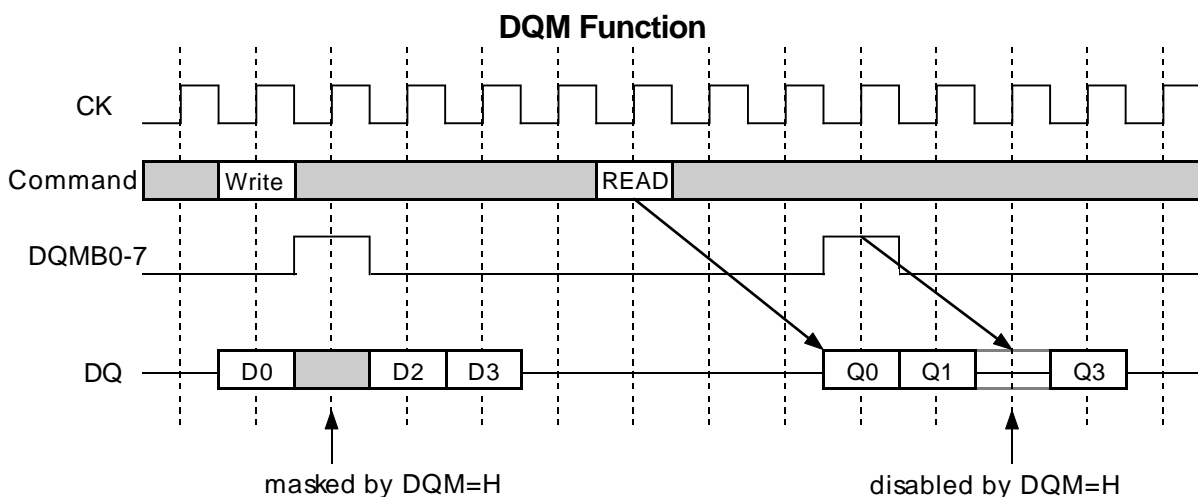 DQM Function
CK
Command Write READ
DQMB0-7
DQ D0 D2 D3 Q0 Q1 Q3
masked by DQM=H disabled by DQM=H